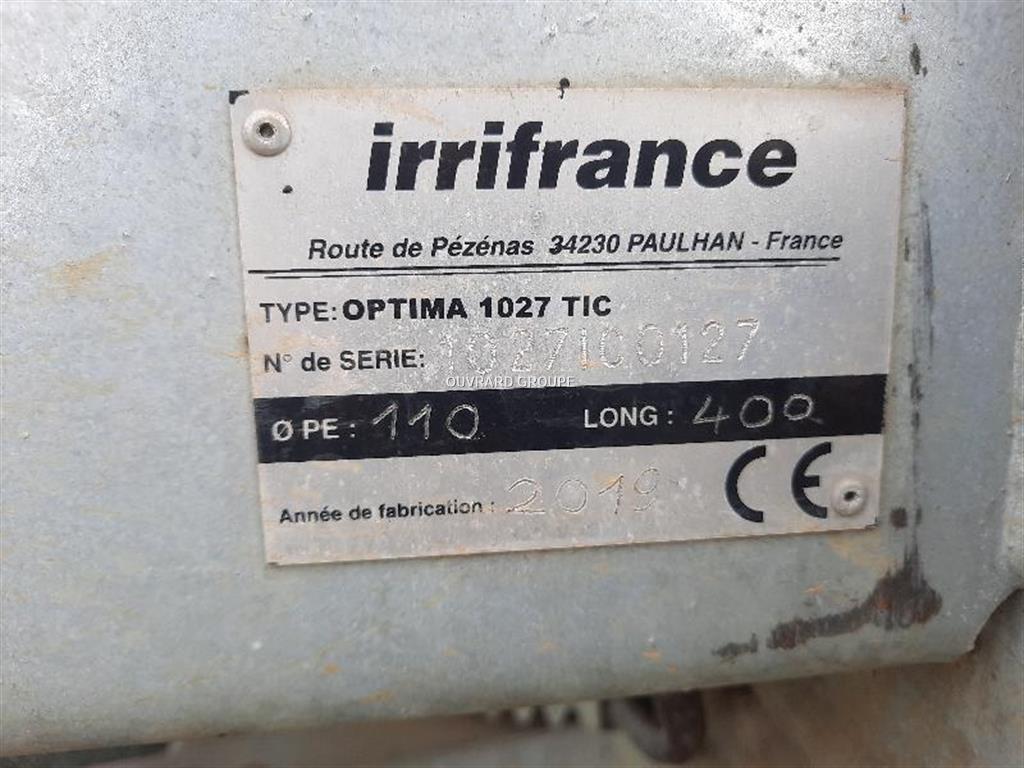 irrifrance
Route de Pézénas 34230 PAULHAN - France
TYPE: OPTIMA 1027 TIC
N° de SERIE: 1027IC0127
OUVRARD GROUPE
Ø PE : 110 LONG : 400
Année de fabrication : 2019 CE